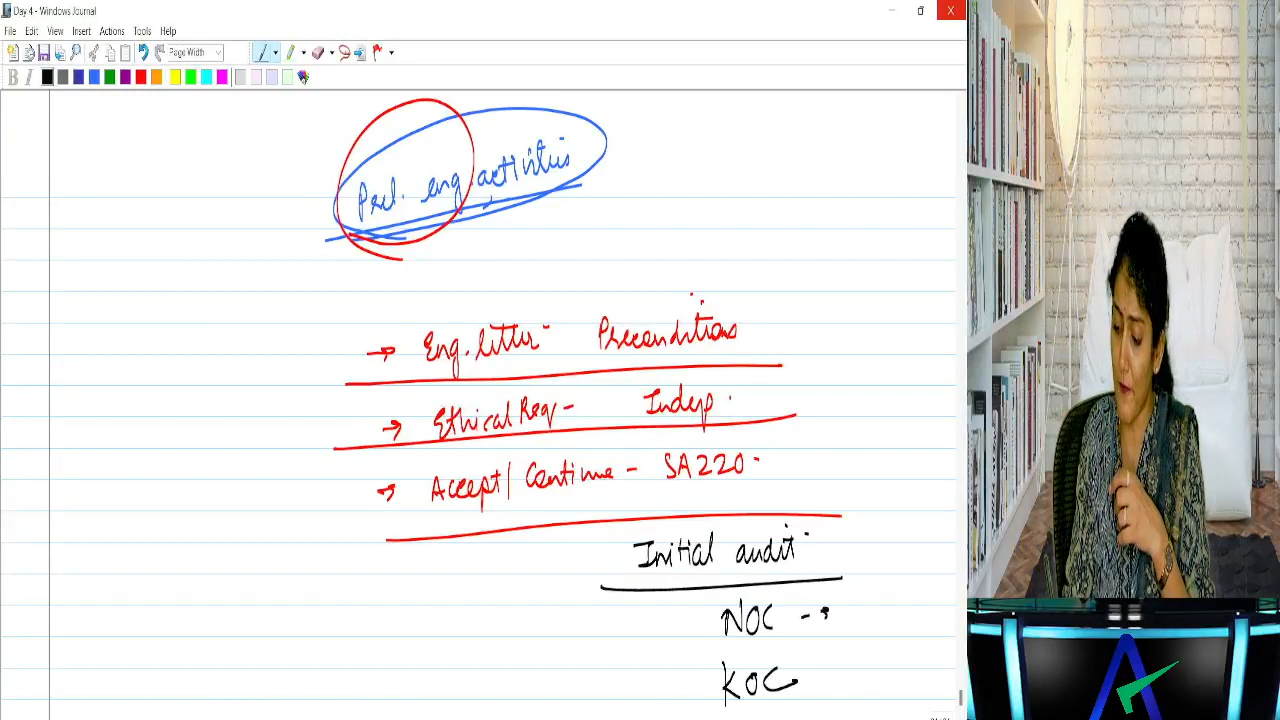 Day 4 - Windows Journal
File Edit View Insert Actions Tools Help
Page Width
B I
Prel. eng. activities
→ Eng. letter - Preconditions
→ Ethical Req - Indep.
→ Accept / Continue - SA220 -
Initial audit
NOC -
KOC